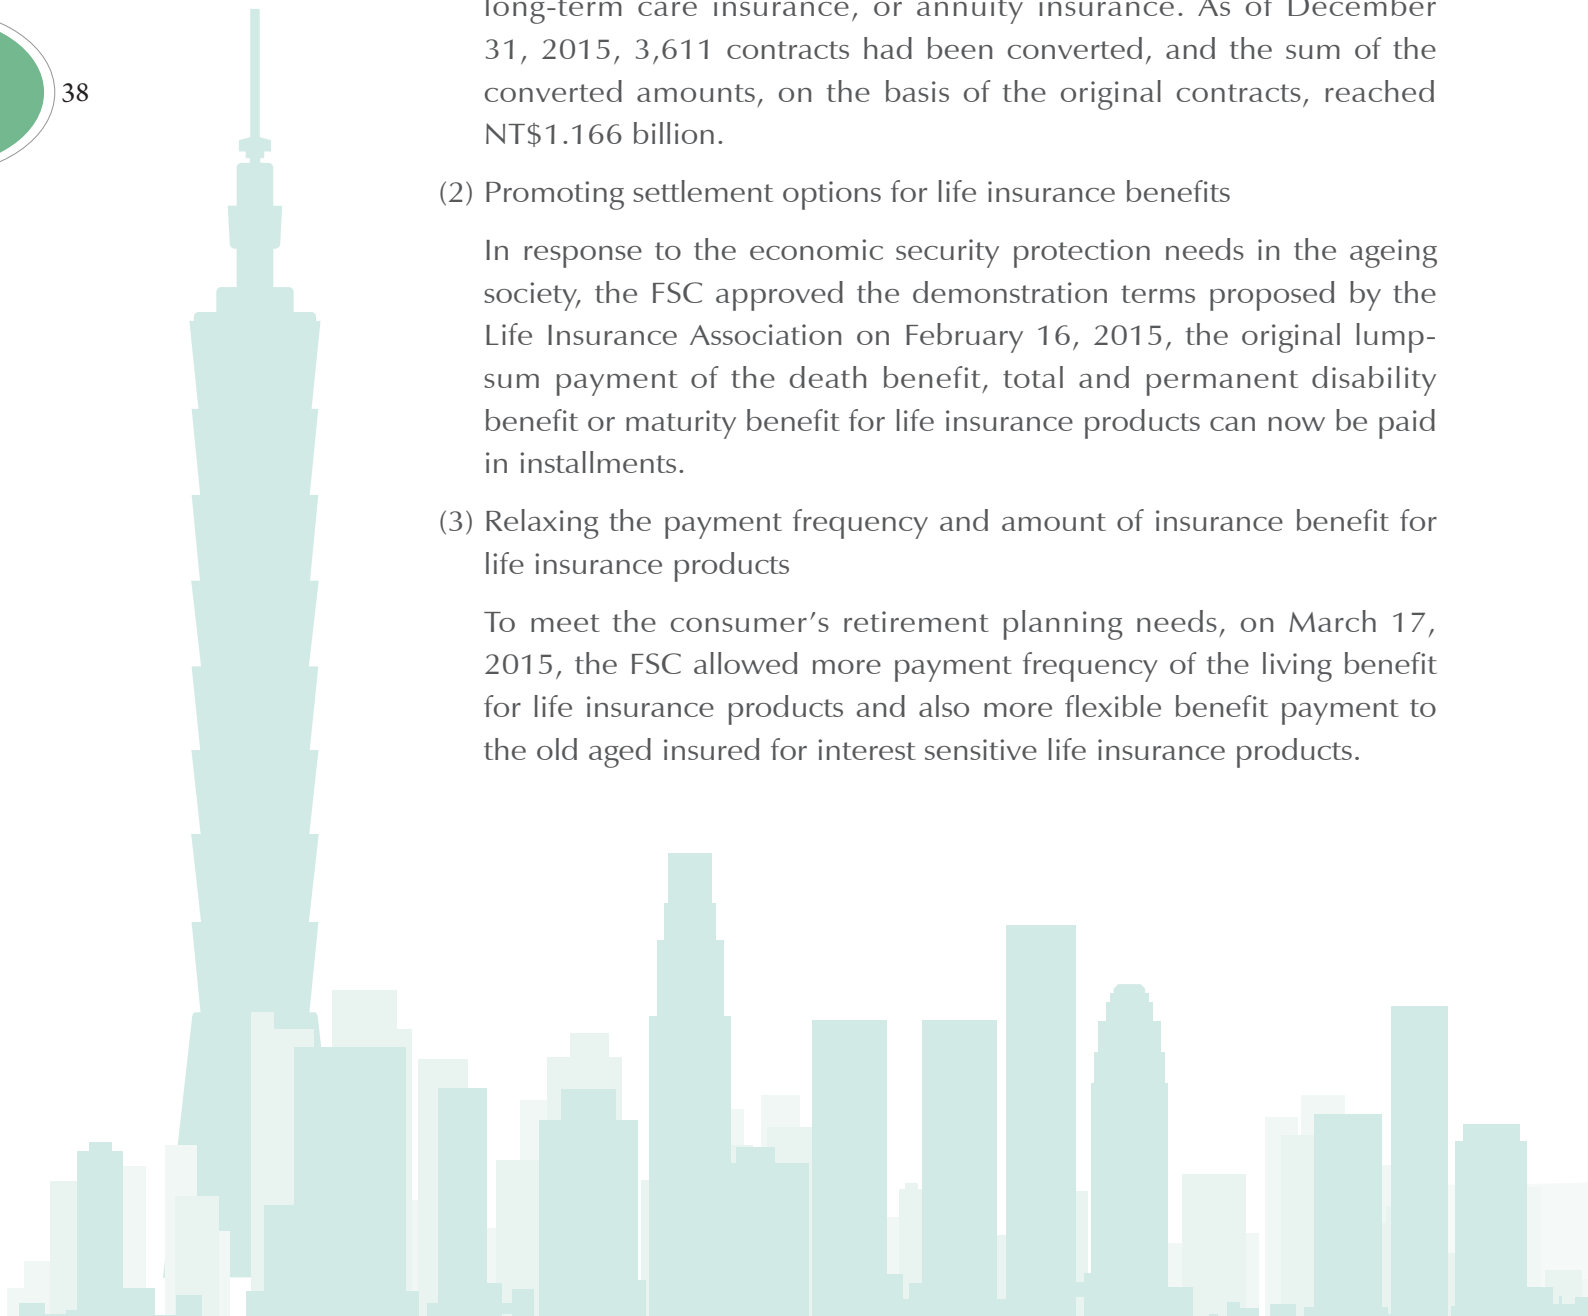 long-term care insurance, or annuity insurance. As of December
31, 2015, 3,611 contracts had been converted, and the sum of the
38
converted amounts, on the basis of the original contracts, reached
NT$1.166 billion.
(2) Promoting settlement options for life insurance benefits
In response to the economic security protection needs in the ageing
society, the FSC approved the demonstration terms proposed by the
Life Insurance Association on February 16, 2015, the original lump-
sum payment of the death benefit, total and permanent disability
benefit or maturity benefit for life insurance products can now be paid
in installments.
(3) Relaxing the payment frequency and amount of insurance benefit for
life insurance products
To meet the consumer’s retirement planning needs, on March 17,
2015, the FSC allowed more payment frequency of the living benefit
for life insurance products and also more flexible benefit payment to
the old aged insured for interest sensitive life insurance products.